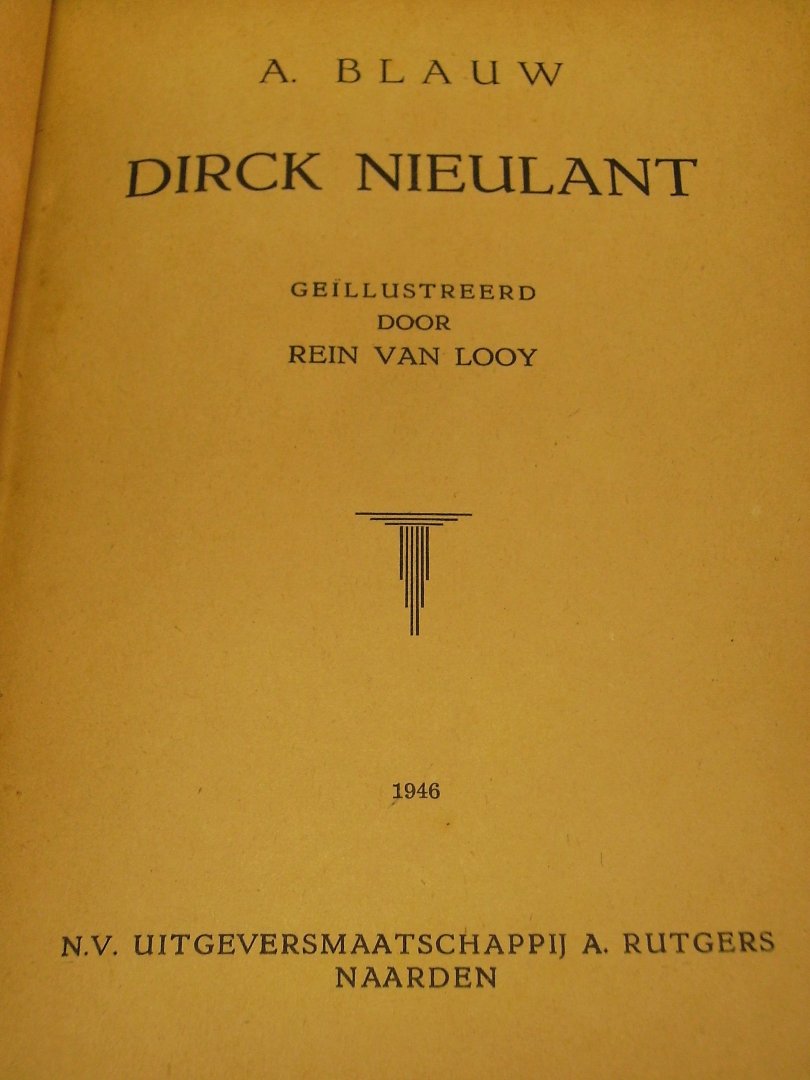 A. BLAUW
DIRCK NIEULANT
GEÏLLUSTREERD
DOOR
REIN VAN LOOY
1946
N.V. UITGEVERSMAATSCHAPPIJ A. RUTGERS
NAARDEN